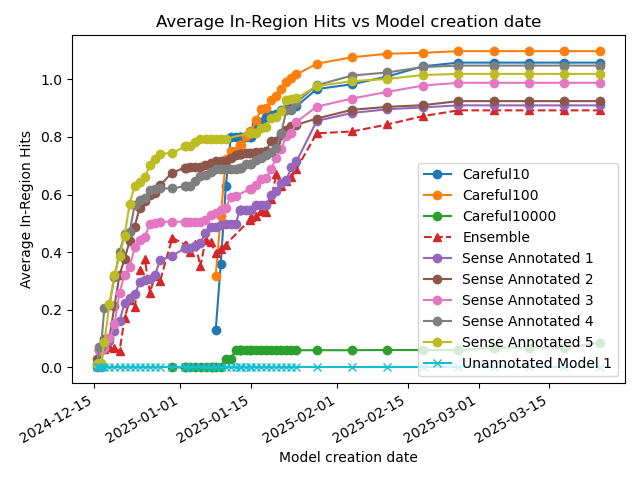 Average In-Region Hits vs Model creation date
Average In-Region Hits
1.0
0.8
0.6
0.4
0.2
0.0
Careful10
Careful100
Careful10000
Ensemble
Sense Annotated 1
Sense Annotated 2
Sense Annotated 3
Sense Annotated 4
Sense Annotated 5
Unannotated Model 1
2024-12-15
2025-01-01
2025-01-15
2025-02-01
2025-02-15
2025-03-01
2025-03-15
Model creation date